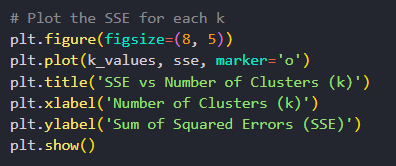 # Plot the SSE for each k
plt.figure(figsize=(8, 5))
plt.plot(k_values, sse, marker='o')
plt.title('SSE vs Number of Clusters (k)')
plt.xlabel('Number of Clusters (k)')
plt.ylabel('Sum of Squared Errors (SSE)')
plt.show()